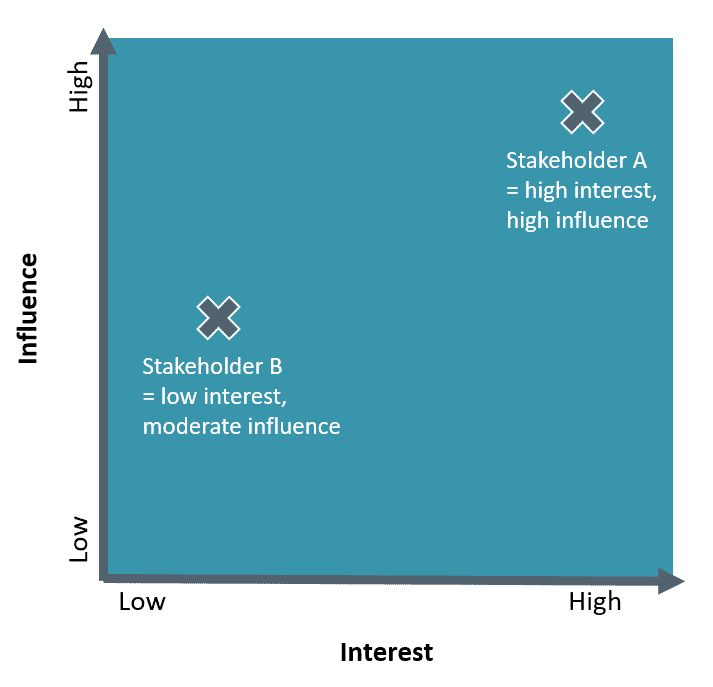 High
Stakeholder A
= high interest,
high influence
Influence
Stakeholder B
= low interest,
moderate influence
Low
Low
High
Interest